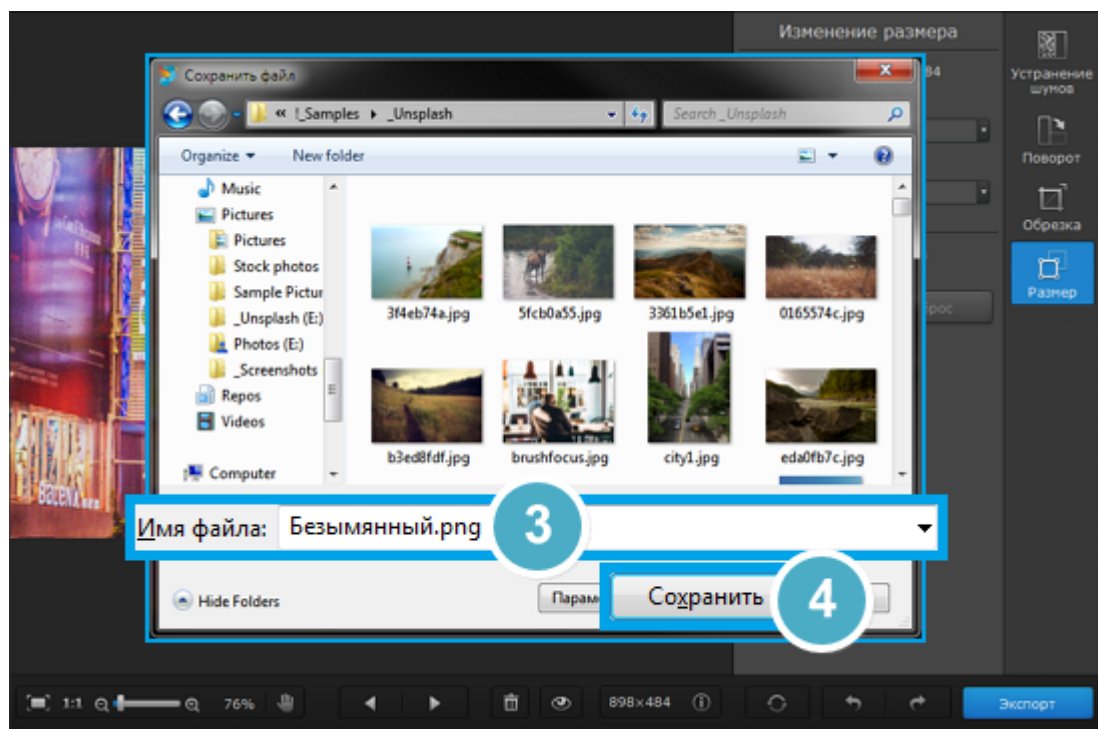 Изменение размера
Сохранить файл
84
Устранение
шумов
« !_Samples ▸ _Unsplash
Search _Unsplash
Organize
New folder
Поворот
Music
Pictures
Pictures
Обрезка
Stock photos
Sample Pictur
3f4eb74a.jpg
5fcb0a55.jpg
3361b5e1.jpg
0165574c.jpg
Размер
_Unsplash (E:)
Photos (E:)
_Screenshots
Repos
Videos
b3ed8fdf.jpg
brushfocus.jpg
city1.jpg
eda0fb7c.jpg
Computer
Имя файла: Безымянный.png
3
Hide Folders
Парам
Сохранить
4
1:1
76%
898×484
Экспорт